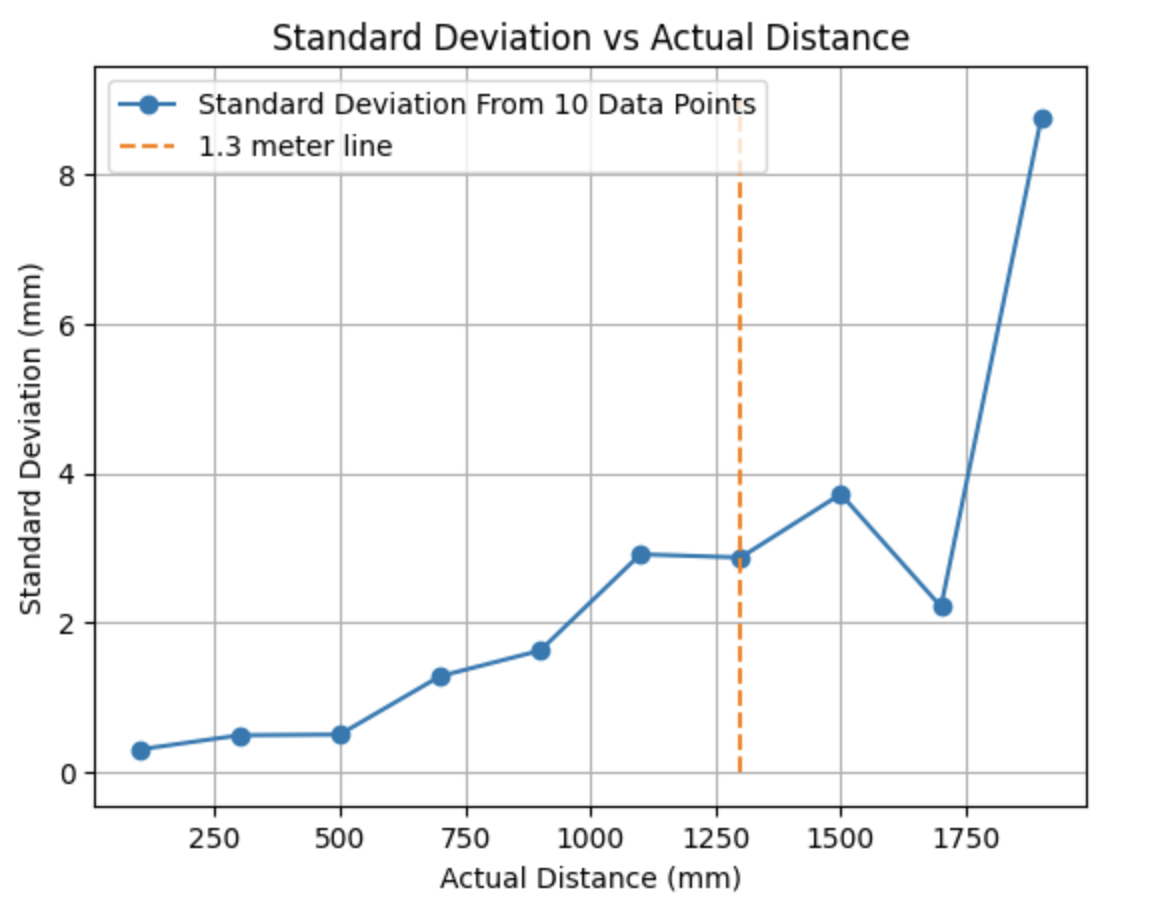 Standard Deviation vs Actual Distance
Standard Deviation From 10 Data Points
1.3 meter line
Standard Deviation (mm)
8
6
4
2
0
250 500 750 1000 1250 1500 1750
Actual Distance (mm)